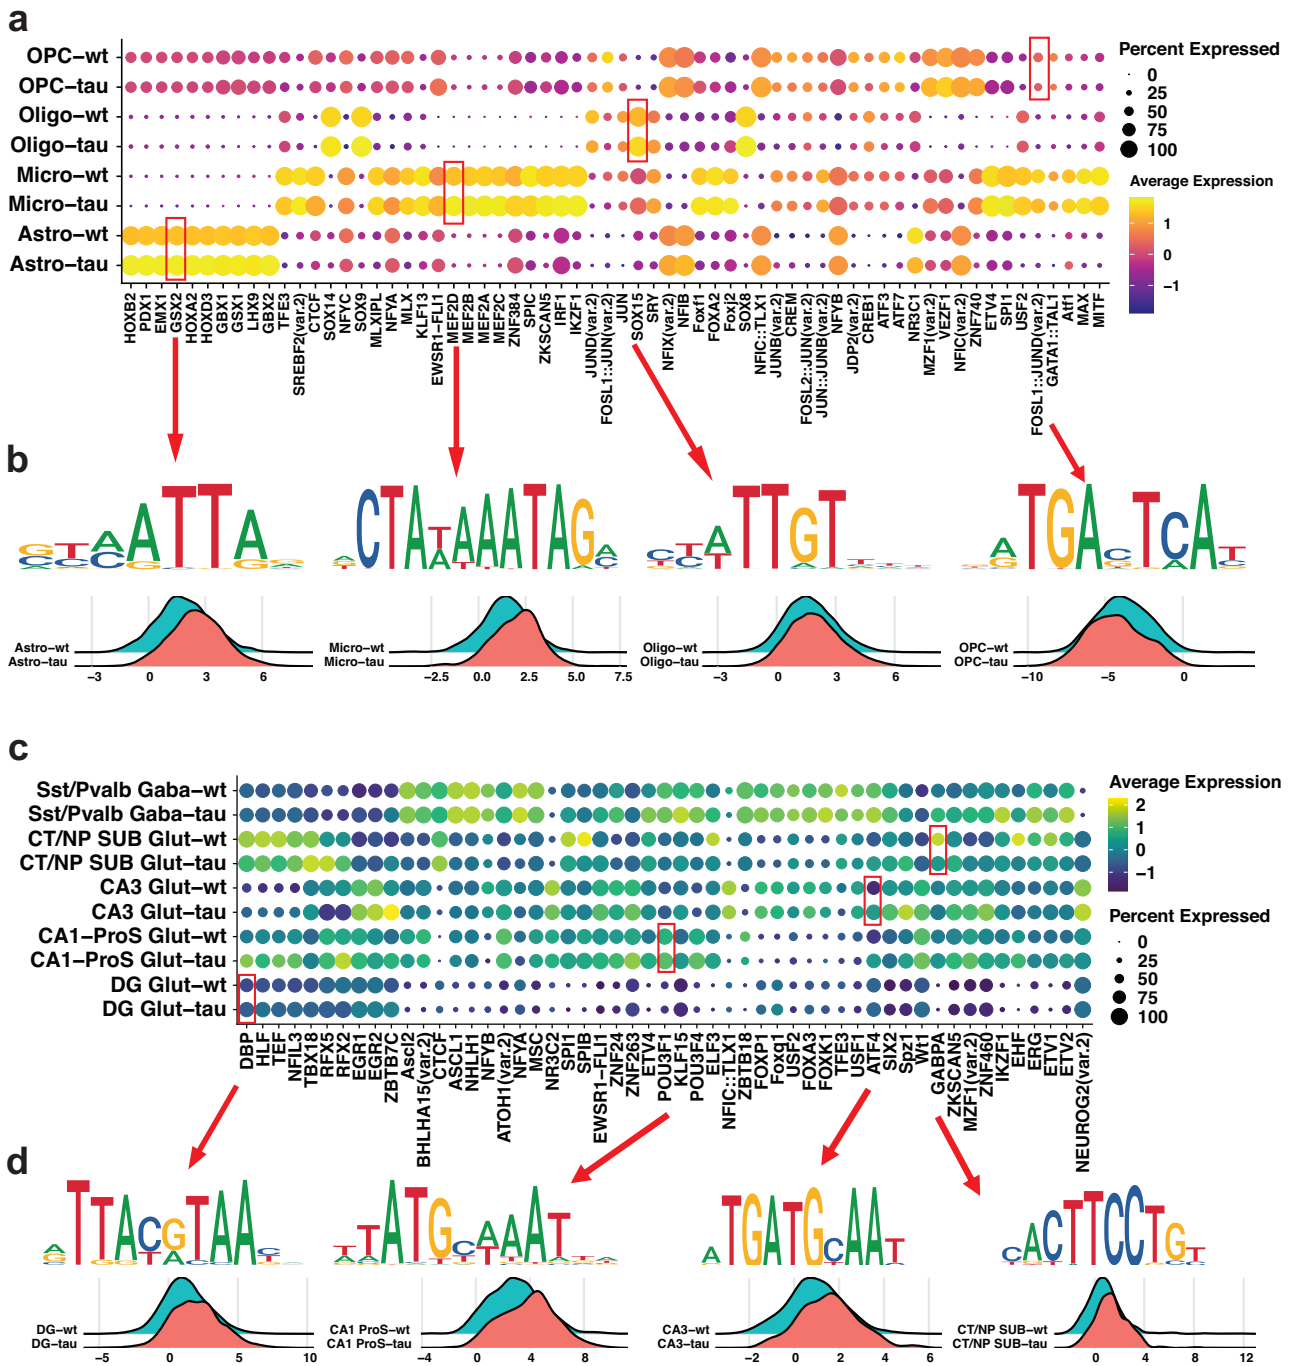 a
OPC−wt
OPC−tau
Oligo−wt
Oligo−tau
Micro−wt
Micro−tau
Astro−wt
Astro−tau
Percent Expressed
0
25
50
75
100
Average Expression
1
0
−1
HOXB2
PDX1
EMX1
GSX2
HOXA2
HOXD3
GBX1
GSX1
LHX9
GBX2
TFE3
SREBF2(var.2)
CTCF
SOX14
NFYC
SOX9
MLXIPL
NFYA
MLX
KLF13
EWSR1−FLI1
MEF2D
MEF2B
MEF2A
MEF2C
ZNF384
SPIC
ZKSCAN5
IRF1
IKZF1
JUND(var.2)
FOSL1::JUN(var.2)
JUN
SOX15
SRY
NFIX(var.2)
NFIB
Foxf1
FOXA2
Foxj2
SOX8
NFIC::TLX1
JUNB(var.2)
CREM
FOSL2::JUN(var.2)
JUN::JUNB(var.2)
NFYB
JDP2(var.2)
CREB1
ATF3
ATF7
NR3C1
MZF1(var.2)
VEZF1
NFIC(var.2)
ZNF740
ETV4
SPI1
USF2
FOSL1::JUND(var.2)
GATA1::TAL1
Atf1
MAX
MITF
b
Astro−wt
Astro−tau
−3 0 3 6
Micro−wt
Micro−tau
−2.5 0.0 2.5 5.0 7.5
Oligo−wt
Oligo−tau
−3 0 3 6
OPC−wt
OPC−tau
−10 −5 0
c
Sst/Pvalb Gaba−wt
Sst/Pvalb Gaba−tau
CT/NP SUB Glut−wt
CT/NP SUB Glut−tau
CA3 Glut−wt
CA3 Glut−tau
CA1−ProS Glut−wt
CA1−ProS Glut−tau
DG Glut−wt
DG Glut−tau
Average Expression
2
1
0
−1
Percent Expressed
0
25
50
75
100
DBP
HLF
TEF
NFIL3
TBX18
RFX5
RFX2
EGR1
EGR2
ZBTB7C
Ascl2
BHLHA15(var.2)
CTCF
ASCL1
NHLH1
NFYB
ATOH1(var.2)
NFYA
MSC
NR3C2
SPI1
SPIB
EWSR1−FLI1
ZNF24
ZNF263
ETV4
POU3F1
KLF15
POU3F4
ELF3
NFIC::TLX1
ZBTB18
FOXP1
Foxq1
USF2
FOXA3
FOXK1
TFE3
USF1
ATF4
SIX2
Spz1
Wt1
GABPA
ZKSCAN5
MZF1(var.2)
ZNF460
IKZF1
EHF
ERG
ETV1
ETV2
NEUROG2(var.2)
d
DG−wt
DG−tau
−5 0 5 10
CA1 ProS−wt
CA1 ProS−tau
−4 0 4 8
CA3−wt
CA3−tau
−2 0 2 4 6
CT/NP SUB−wt
CT/NP SUB−tau
0 4 8 12